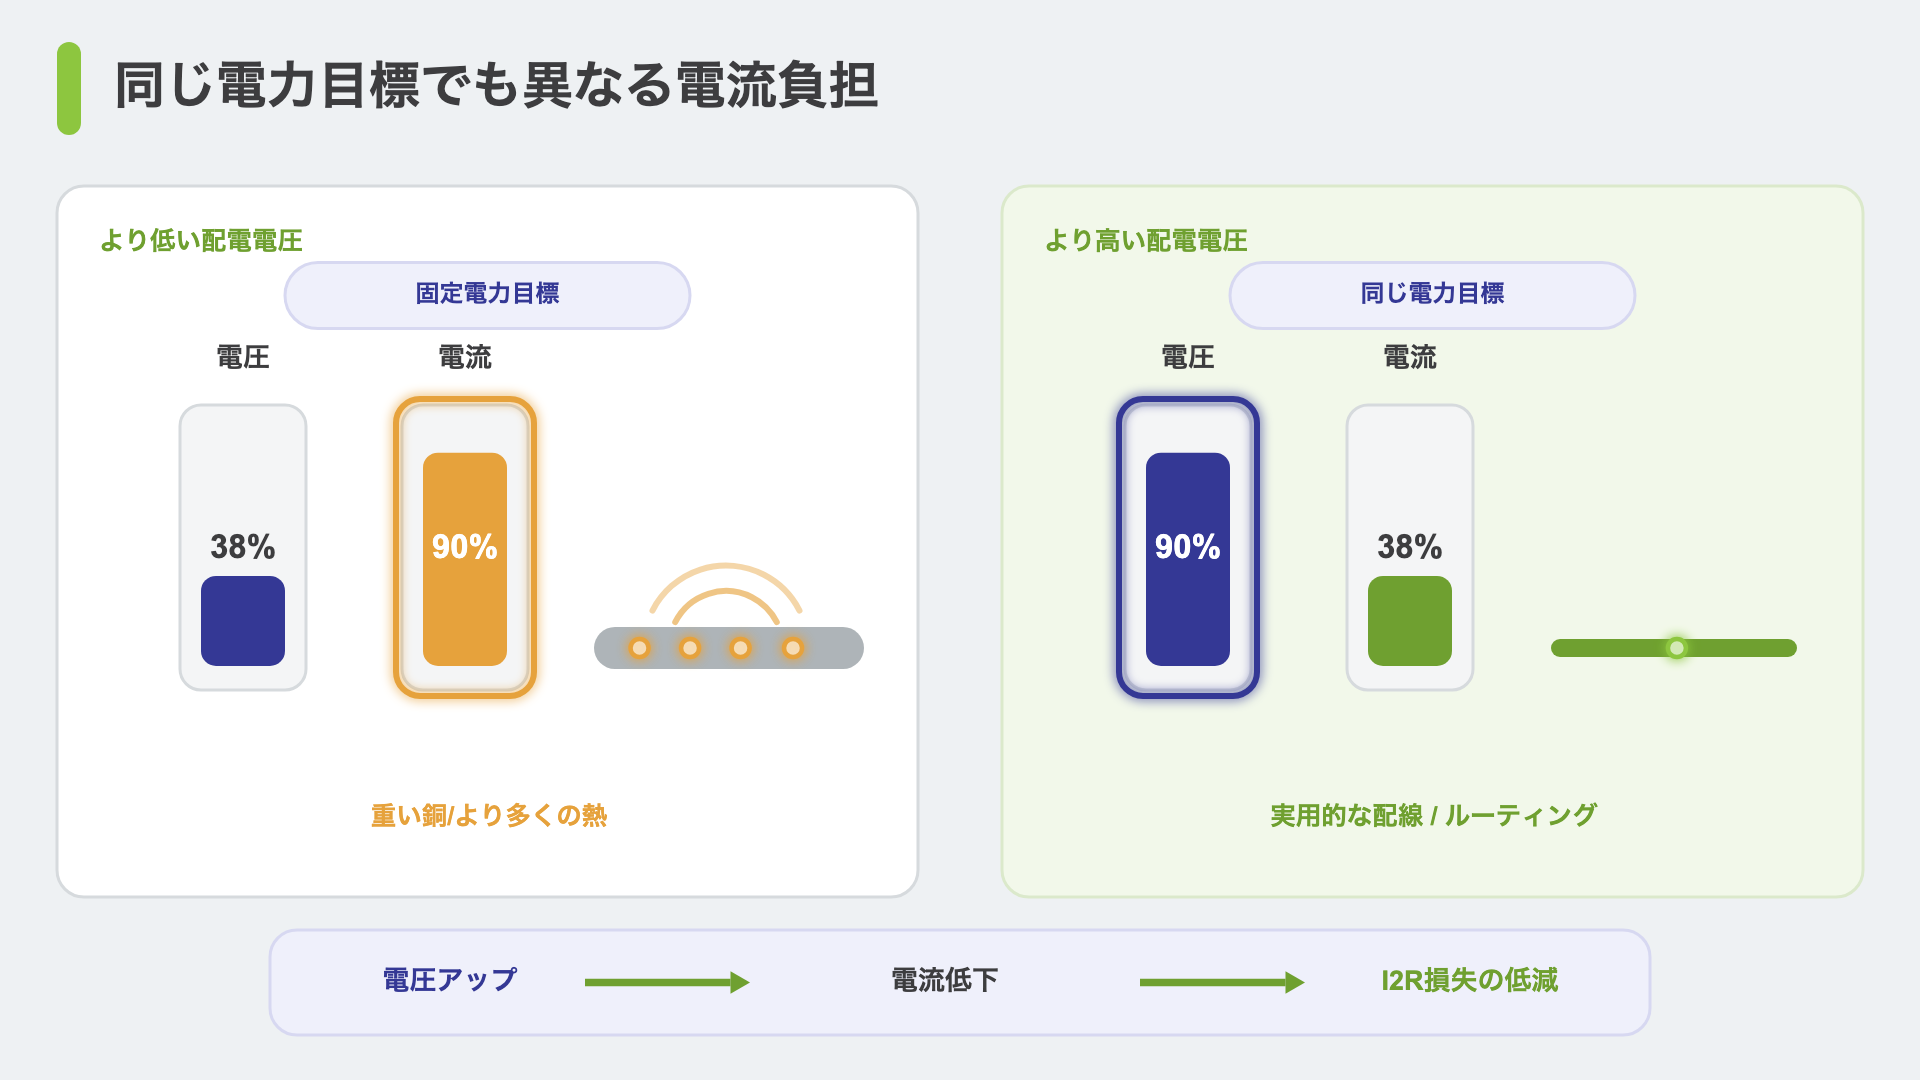 同じ電力目標でも異なる電流負担
より低い配電電圧
固定電力目標
電圧
電流
38%
90%
重い銅/より多くの熱
より高い配電電圧
同じ電力目標
電圧
電流
90%
38%
実用的な配線 / ルーティング
電圧アップ
電流低下
I2R損失の低減